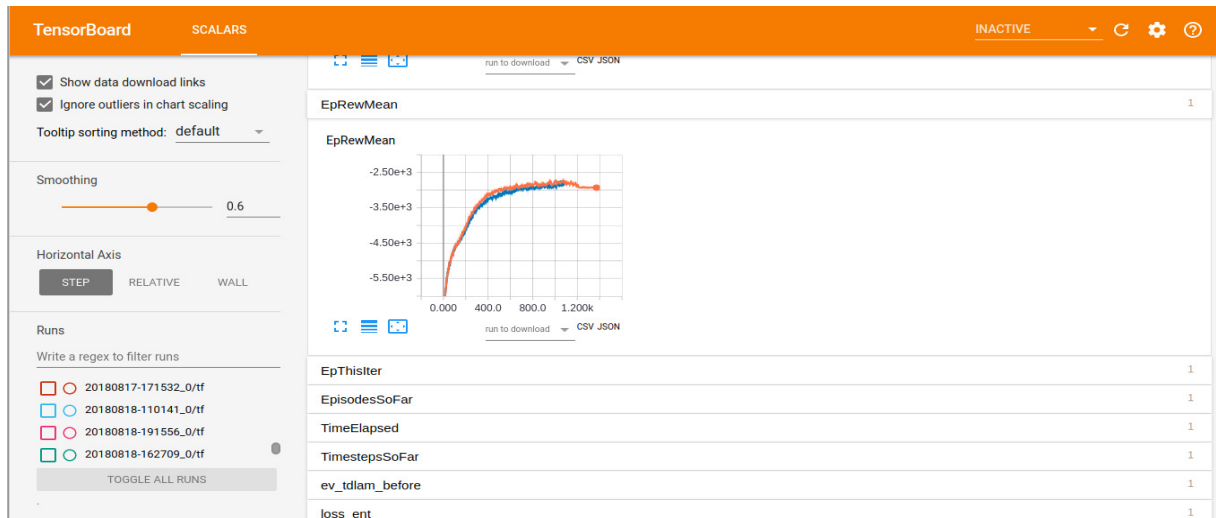 TensorBoard SCALARS INACTIVE
Show data download links
Ignore outliers in chart scaling
Tooltip sorting method: default
Smoothing
0.6
Horizontal Axis
STEP RELATIVE WALL
Runs
Write a regex to filter runs
20180817-171532_0/tf
20180818-110141_0/tf
20180818-191556_0/tf
20180818-162709_0/tf
TOGGLE ALL RUNS
run to download CSV JSON
EpRewMean 1
EpRewMean
-2.50e+3
-3.50e+3
-4.50e+3
-5.50e+3
0.000 400.0 800.0 1.200k
run to download CSV JSON
EpThisIter 1
EpisodesSoFar 1
TimeElapsed 1
TimestepsSoFar 1
ev_tdlam_before 1
loss_ent 1